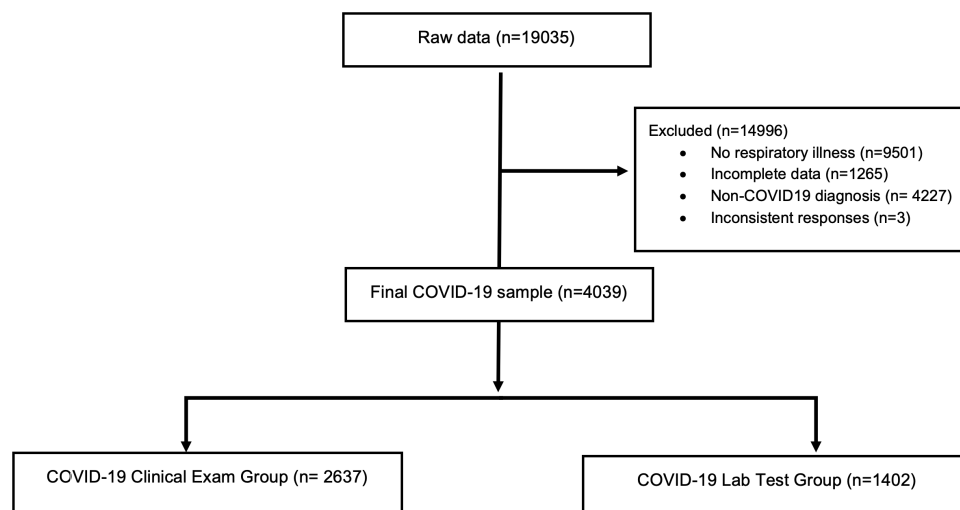 Raw data (n=19035)
Excluded (n=14996)
• No respiratory illness (n=9501)
• Incomplete data (n=1265)
• Non-COVID19 diagnosis (n= 4227)
• Inconsistent responses (n=3)
Final COVID-19 sample (n=4039)
COVID-19 Clinical Exam Group (n= 2637)
COVID-19 Lab Test Group (n=1402)